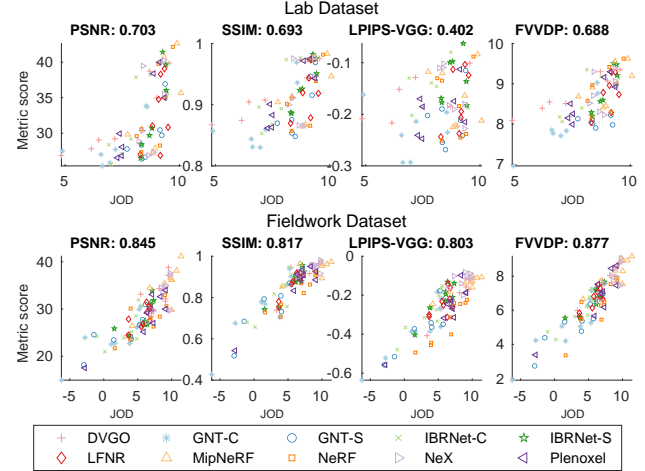 Lab Dataset
PSNR: 0.703 SSIM: 0.693 LPIPS-VGG: 0.402 FVVDP: 0.688
Metric score
40
30
5 10
JOD
1
0.9
0.8
5 10
JOD
-0.1
-0.2
-0.3
5 10
JOD
10
9
8
7
5 10
JOD
Fieldwork Dataset
PSNR: 0.845 SSIM: 0.817 LPIPS-VGG: 0.803 FVVDP: 0.877
Metric score
40
30
20
-5 0 5 10
JOD
1
0.8
0.6
0.4
-5 0 5 10
JOD
0
-0.2
-0.4
-0.6
-5 0 5 10
JOD
8
6
4
2
-5 0 5 10
JOD
DVGO GNT-C GNT-S IBRNet-C IBRNet-S
LFNR MipNeRF NeRF NeX Plenoxel